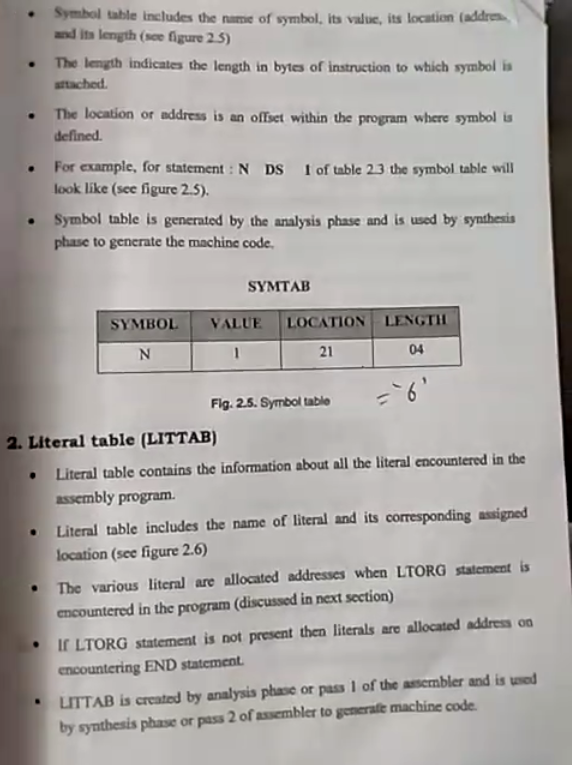 • Symbol table includes the name of symbol, its value, its location (addres
and its length (see figure 2.5)
• The length indicates the length in bytes of instruction to which symbol is
attached.
• The location or address is an offset within the program where symbol is
defined.
• For example, for statement : N DS 1 of table 2.3 the symbol table will
look like (see figure 2.5).
• Symbol table is generated by the analysis phase and is used by synthesis
phase to generate the machine code.
SYMTAB
SYMBOL VALUE LOCATION LENGTH
N 1 21 04
Fig. 2.5. Symbol table
= `6'
2. Literal table (LITTAB)
• Literal table contains the information about all the literal encountered in the
assembly program.
• Literal table includes the name of literal and its corresponding assigned
location (see figure 2.6)
• The various literal are allocated addresses when LTORG statement is
encountered in the program (discussed in next section)
• If LTORG statement is not present then literals are allocated address on
encountering END statement.
• LITTAB is created by analysis phase or pass 1 of the assembler and is used
by synthesis phase or pass 2 of assembler to generate machine code.